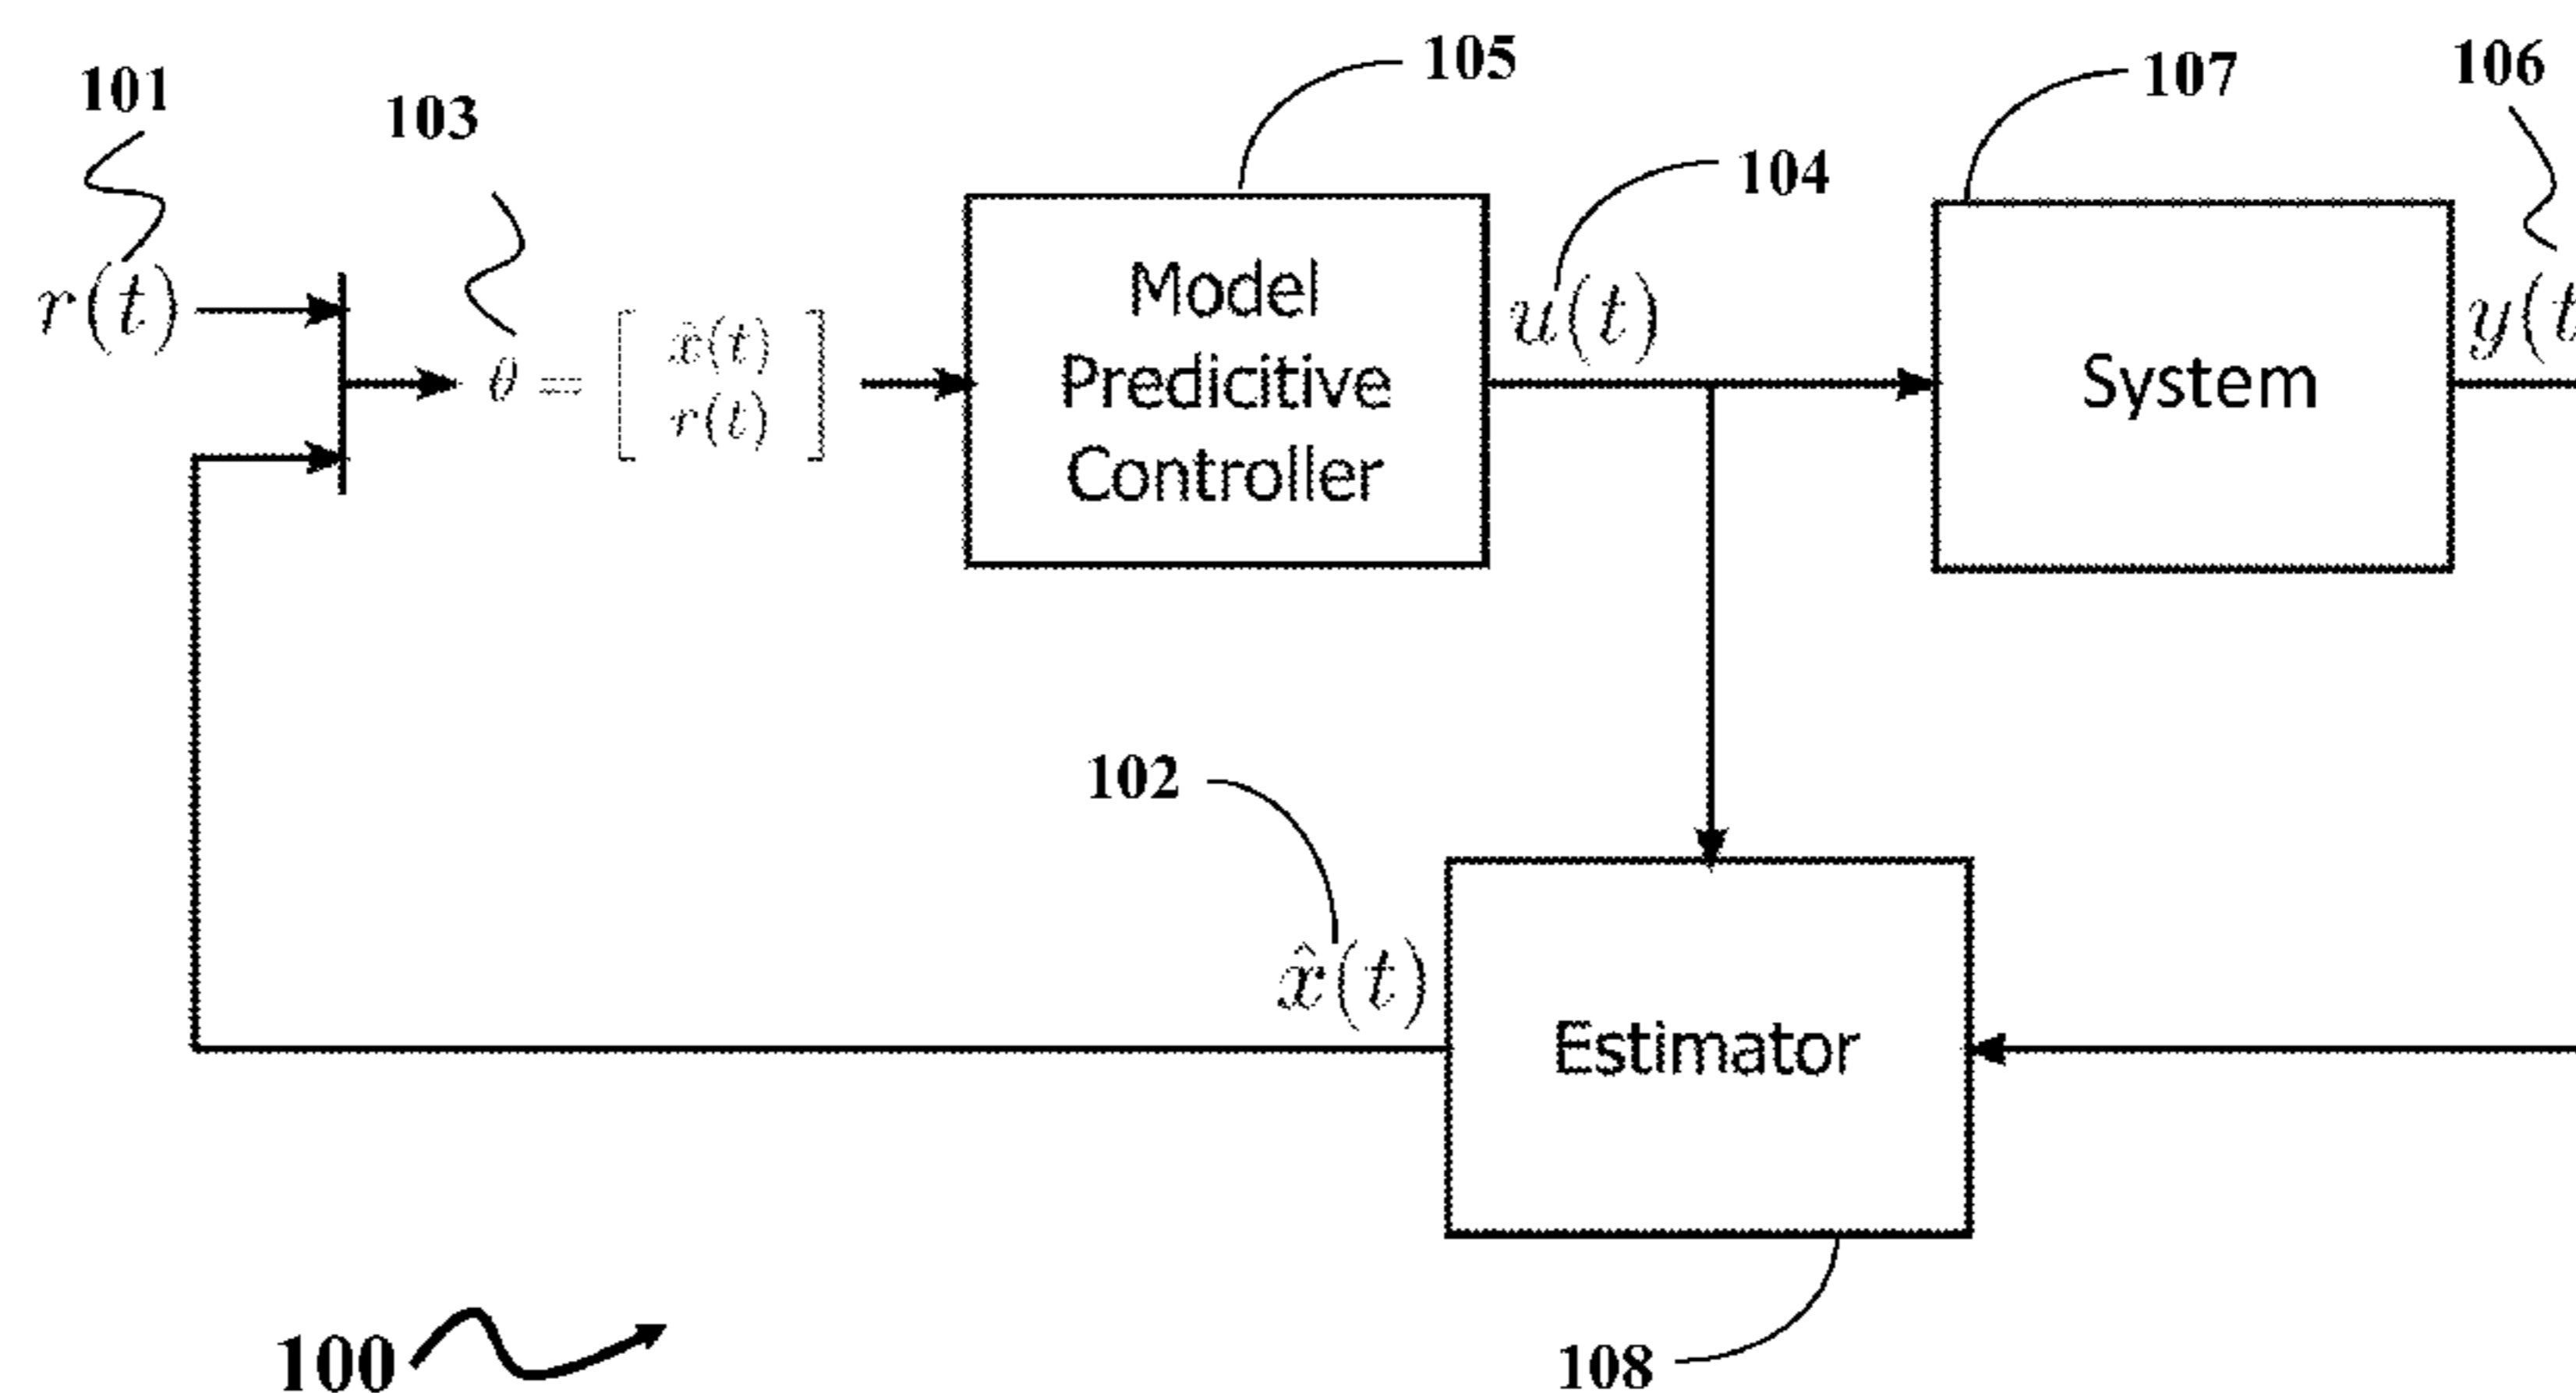 101
103
105
104
107
106
r(t)
θ = [ x̂(t)
r(t) ]
Model
Predicitive
Controller
u(t)
System
y(t
102
x̂(t)
Estimator
100
108